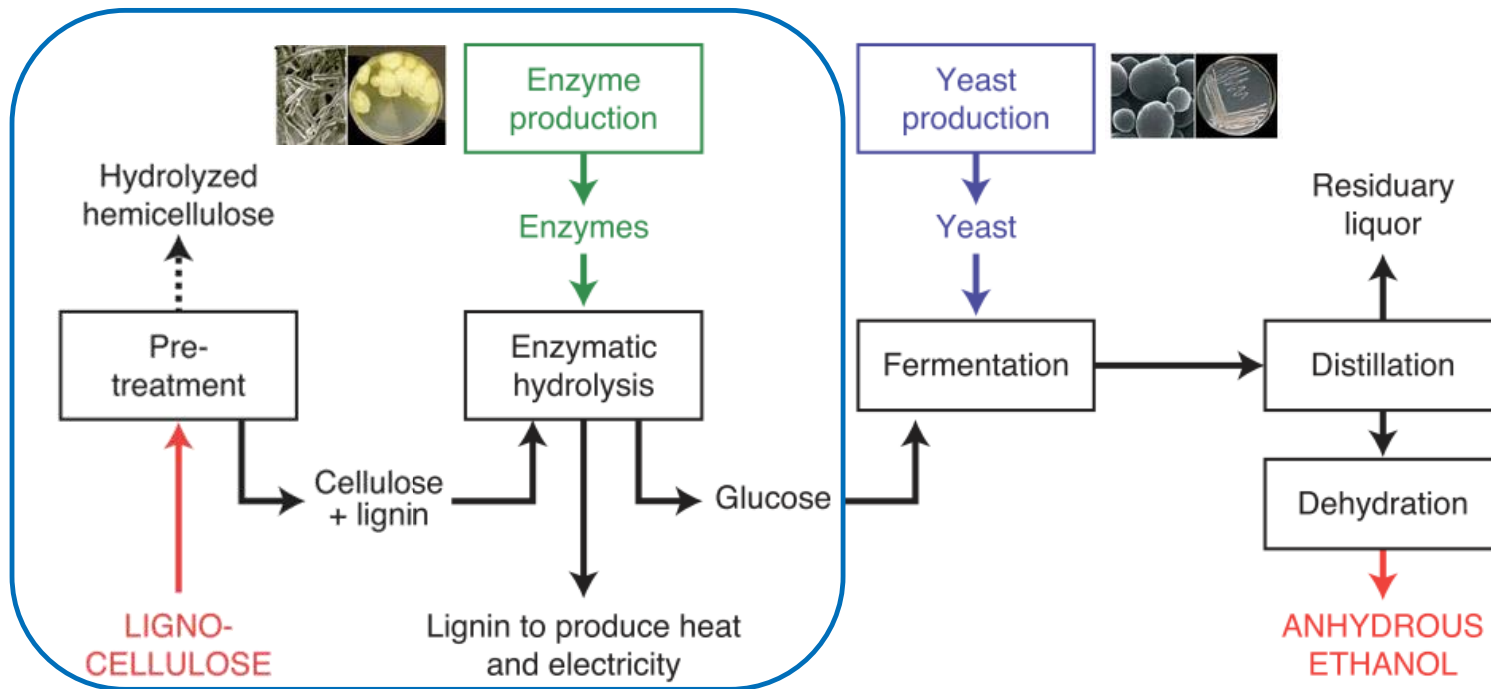 Enzyme
production
Yeast
production
Hydrolyzed
hemicellulose
Enzymes
Yeast
Residuary
liquor
Pre-
treatment
Enzymatic
hydrolysis
Fermentation
Distillation
Cellulose
+ lignin
Glucose
Dehydration
LIGNO-
CELLULOSE
Lignin to produce heat
and electricity
ANHYDROUS
ETHANOL